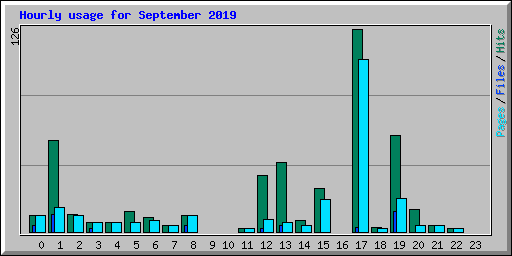 Hourly usage for September 2019
126
Pages/Files/Hits
0 1 2 3 4 5 6 7 8 9 10 11 12 13 14 15 16 17 18 19 20 21 22 23